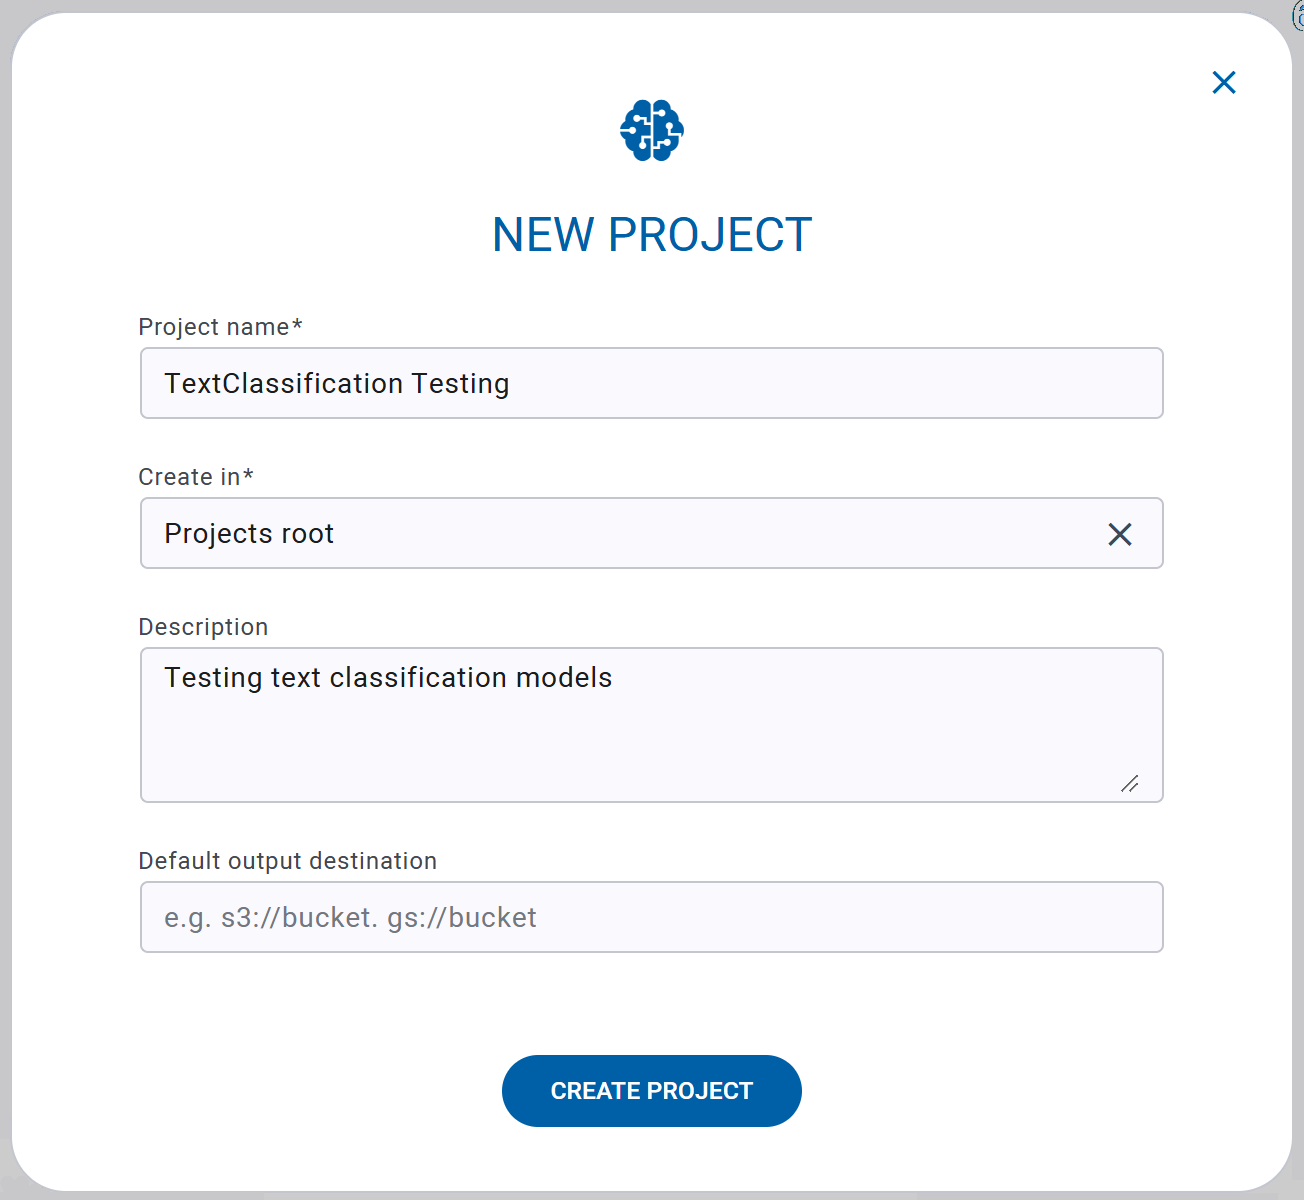 NEW PROJECT
Project name*
TextClassification Testing
Create in*
Projects root
Description
Testing text classification models
Default output destination
e.g. s3://bucket. gs://bucket
CREATE PROJECT